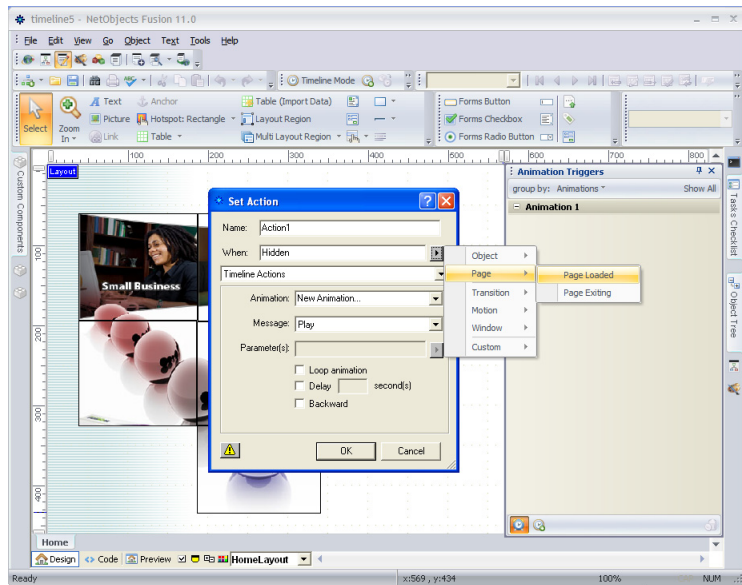 timeline5 - NetObjects Fusion 11.0
File Edit View Go Object Text Tools Help
Timeline Mode
Select
Zoom In
A Text
Anchor
Table (Import Data)
Picture
Hotspot: Rectangle
Layout Region
Link
Table
Multi Layout Region
Forms Button
Forms Checkbox
Forms Radio Button
100 200 300 400 500 600 700 800
Layout
Custom Components
100
200
300
400
Small Business
Set Action
Name: Action1
When: Hidden
Timeline Actions
Animation: New Animation...
Message: Play
Parameter(s):
Loop animation
Delay second(s)
Backward
OK Cancel
Object
Page
Transition
Motion
Window
Custom
Page Loaded
Page Exiting
Animation Triggers
group by: Animations Show All
Animation 1
Tasks Checklist
Object Tree
Home
Design Code Preview HomeLayout
Ready x:569 , y:434 100% NUM